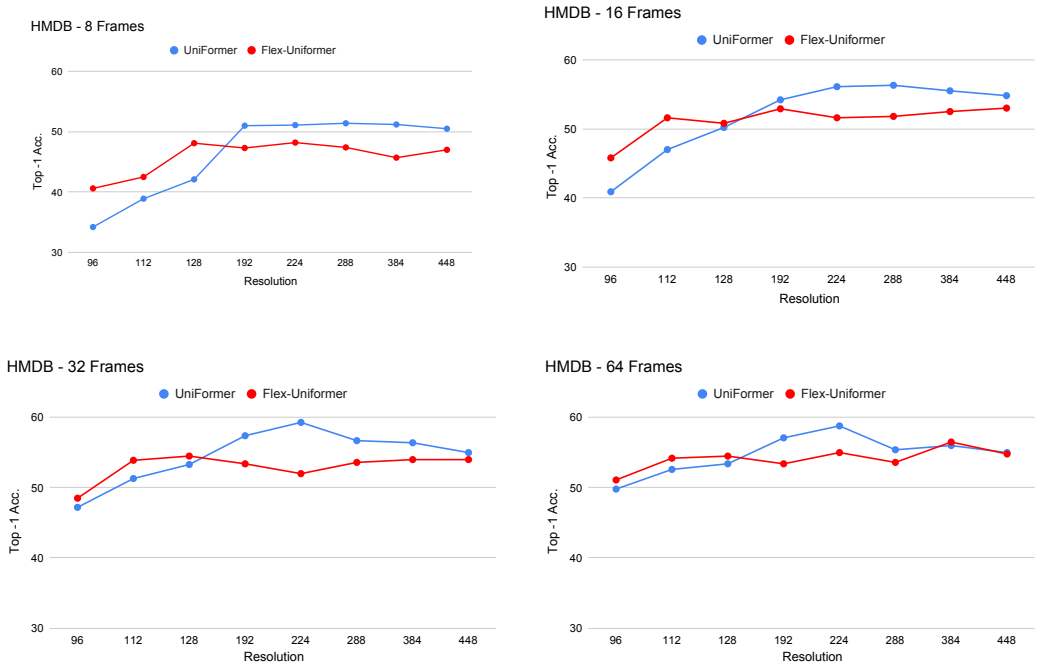 HMDB - 8 Frames
UniFormer Flex-Uniformer
60
50
40
30
Top -1 Acc.
96 112 128 192 224 288 384 448
Resolution
HMDB - 16 Frames
UniFormer Flex-Uniformer
60
50
40
30
Top -1 Acc.
96 112 128 192 224 288 384 448
Resolution
HMDB - 32 Frames
UniFormer Flex-Uniformer
60
50
40
30
Top -1 Acc.
96 112 128 192 224 288 384 448
Resolution
HMDB - 64 Frames
UniFormer Flex-Uniformer
60
50
40
30
Top -1 Acc.
96 112 128 192 224 288 384 448
Resolution